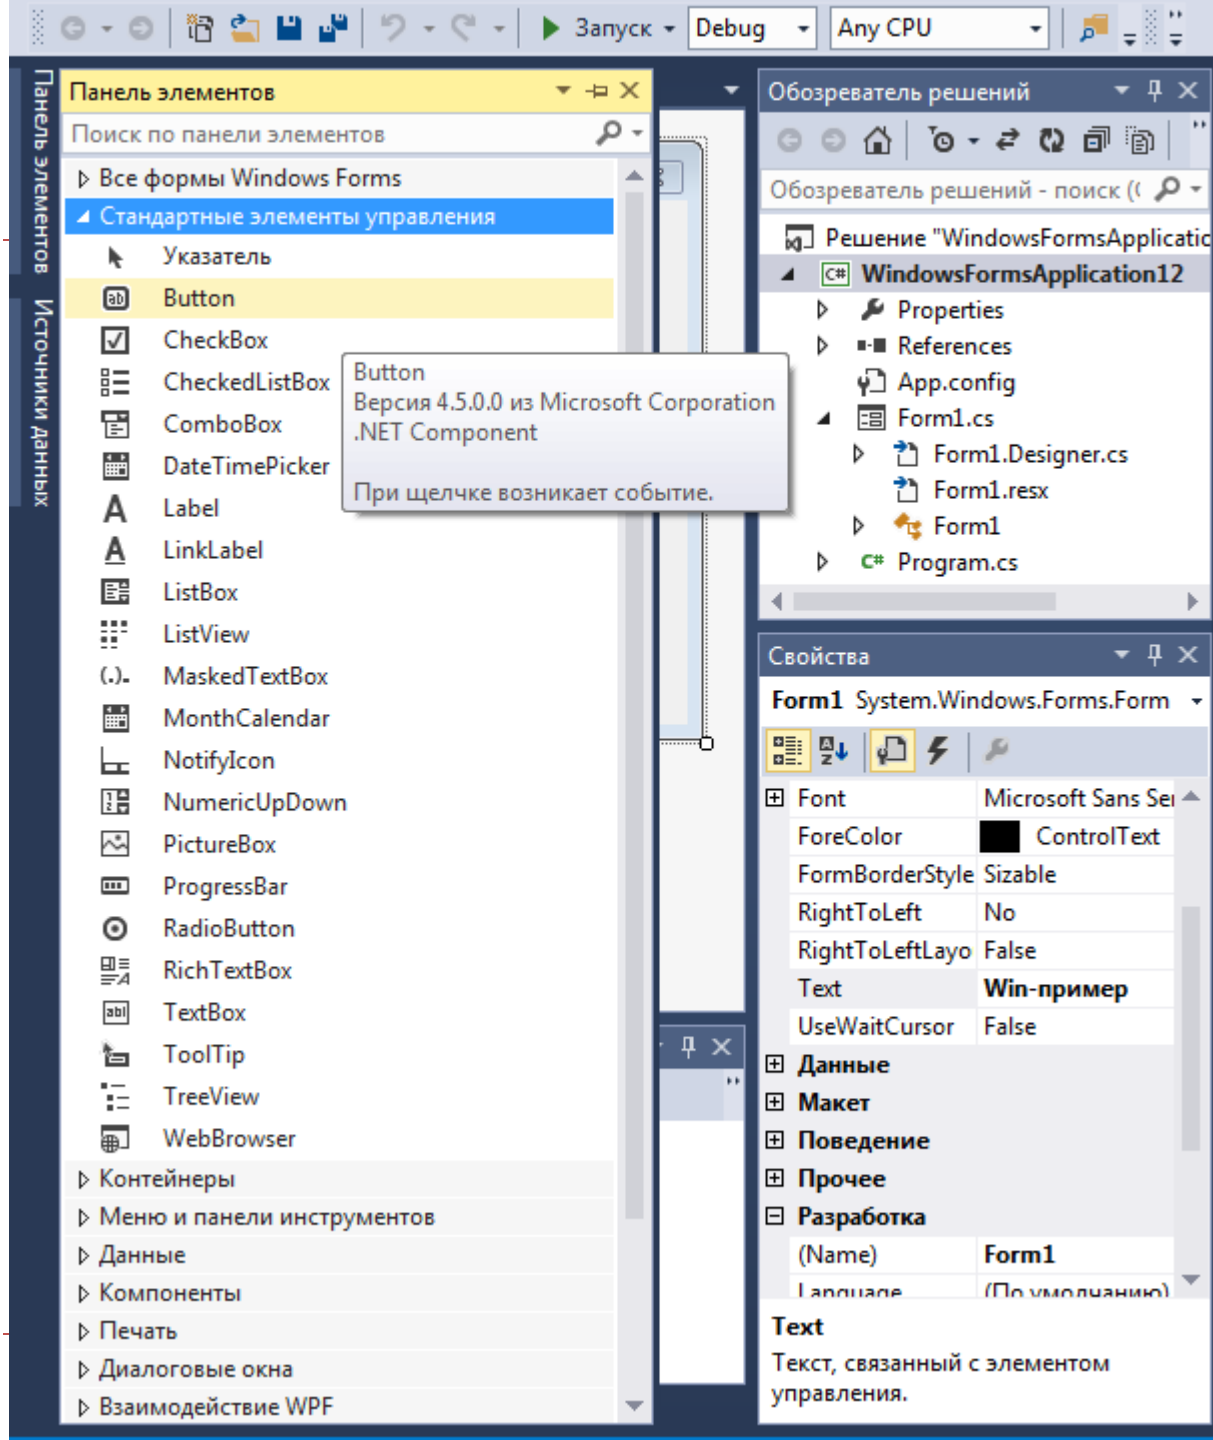 Запуск
Debug
Any CPU
Панель элементов
Источники данных
Панель элементов
Поиск по панели элементов
Все формы Windows Forms
Стандартные элементы управления
Указатель
Button
CheckBox
CheckedListBox
ComboBox
DateTimePicker
Label
LinkLabel
ListBox
ListView
MaskedTextBox
MonthCalendar
NotifyIcon
NumericUpDown
PictureBox
ProgressBar
RadioButton
RichTextBox
TextBox
ToolTip
TreeView
WebBrowser
Контейнеры
Меню и панели инструментов
Данные
Компоненты
Печать
Диалоговые окна
Взаимодействие WPF
Button
Версия 4.5.0.0 из Microsoft Corporation
.NET Component
При щелчке возникает событие.
Обозреватель решений
Обозреватель решений - поиск (
Решение "WindowsFormsApplicatio
WindowsFormsApplication12
Properties
References
App.config
Form1.cs
Form1.Designer.cs
Form1.resx
Form1
C# Program.cs
Свойства
Form1 System.Windows.Forms.Form
Font Microsoft Sans Ser
ForeColor ControlText
FormBorderStyle Sizable
RightToLeft No
RightToLeftLayo False
Text Win-пример
UseWaitCursor False
Данные
Макет
Поведение
Прочее
Разработка
(Name) Form1
Language (По умолчанию)
Text
Текст, связанный с элементом
управления.